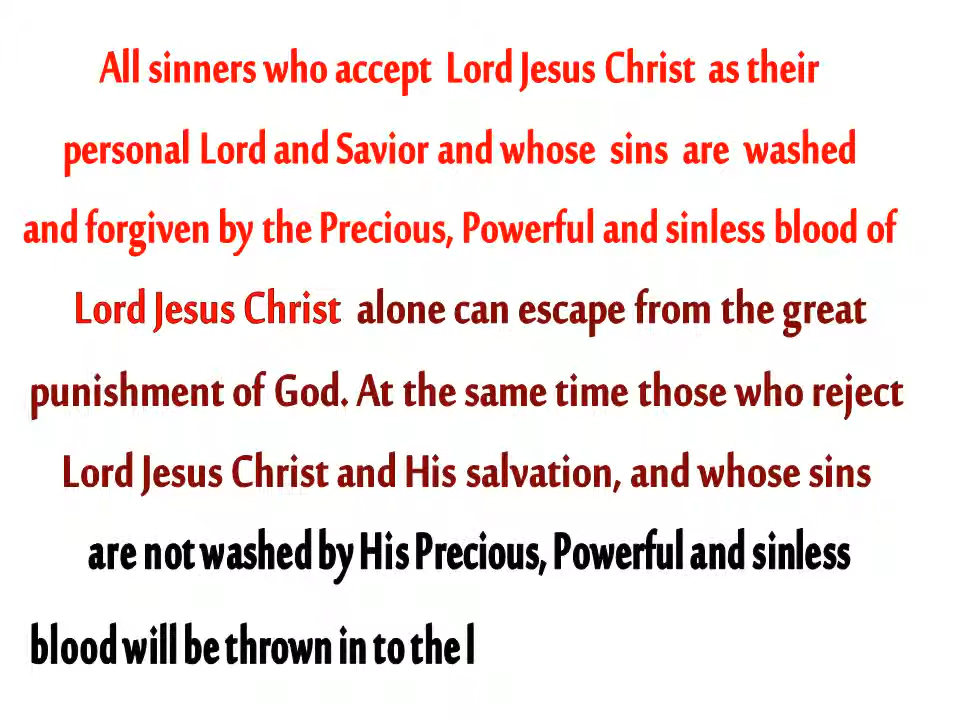 All sinners who accept Lord Jesus Christ as their
personal Lord and Savior and whose sins are washed
and forgiven by the Precious, Powerful and sinless blood of
Lord Jesus Christ alone can escape from the great
punishment of God. At the same time those who reject
Lord Jesus Christ and His salvation, and whose sins
are not washed by His Precious, Powerful and sinless
blood will be thrown in to the l